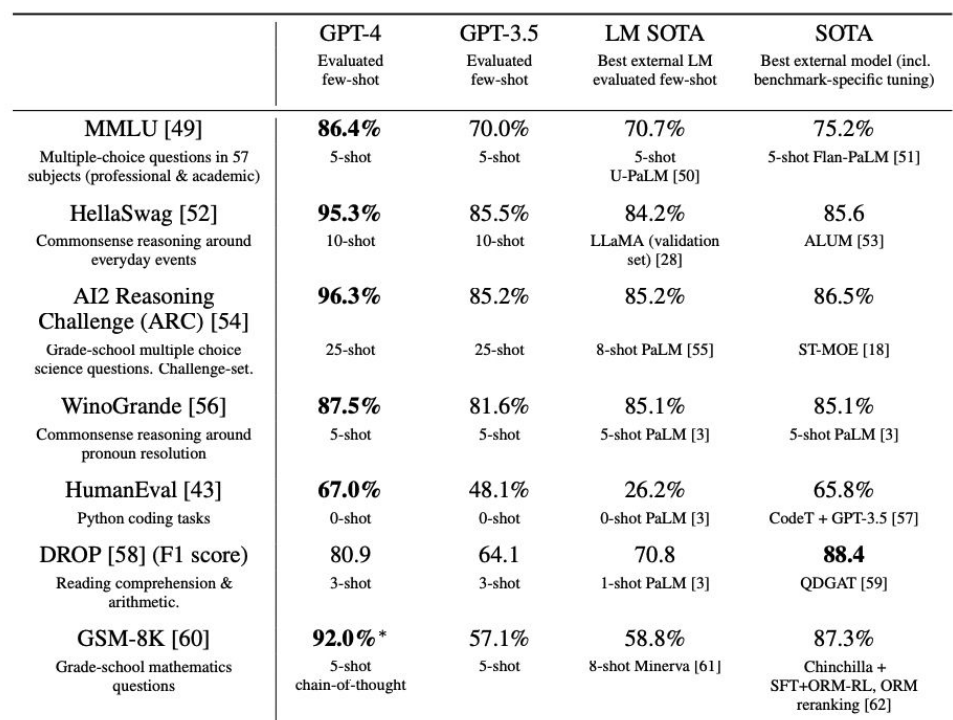 GPT-4 GPT-3.5 LM SOTA SOTA
Evaluated Evaluated Best external LM Best external model (incl.
few-shot few-shot evaluated few-shot benchmark-specific tuning)
MMLU [49] 86.4% 70.0% 70.7% 75.2%
Multiple-choice questions in 57 5-shot 5-shot 5-shot 5-shot Flan-PaLM [51]
subjects (professional & academic) U-PaLM [50]
HellaSwag [52] 95.3% 85.5% 84.2% 85.6
Commonsense reasoning around 10-shot 10-shot LLaMA (validation ALUM [53]
everyday events set) [28]
AI2 Reasoning 96.3% 85.2% 85.2% 86.5%
Challenge (ARC) [54]
Grade-school multiple choice 25-shot 25-shot 8-shot PaLM [55] ST-MOE [18]
science questions. Challenge-set.
WinoGrande [56] 87.5% 81.6% 85.1% 85.1%
Commonsense reasoning around 5-shot 5-shot 5-shot PaLM [3] 5-shot PaLM [3]
pronoun resolution
HumanEval [43] 67.0% 48.1% 26.2% 65.8%
Python coding tasks 0-shot 0-shot 0-shot PaLM [3] CodeT + GPT-3.5 [57]
DROP [58] (F1 score) 80.9 64.1 70.8 88.4
Reading comprehension & 3-shot 3-shot 1-shot PaLM [3] QDGAT [59]
arithmetic.
GSM-8K [60] 92.0%* 57.1% 58.8% 87.3%
Grade-school mathematics 5-shot 5-shot 8-shot Minerva [61] Chinchilla +
questions chain-of-thought SFT+ORM-RL, ORM
reranking [62]